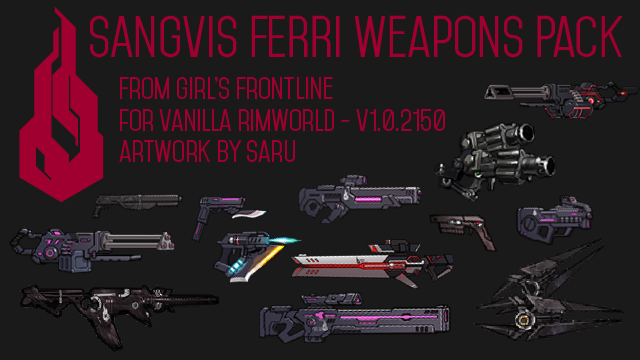 SANGVIS FERRI WEAPONS PACK
FROM GIRL'S FRONTLINE
FOR VANILLA RIMWORLD - V1.0.2150
ARTWORK BY SARU